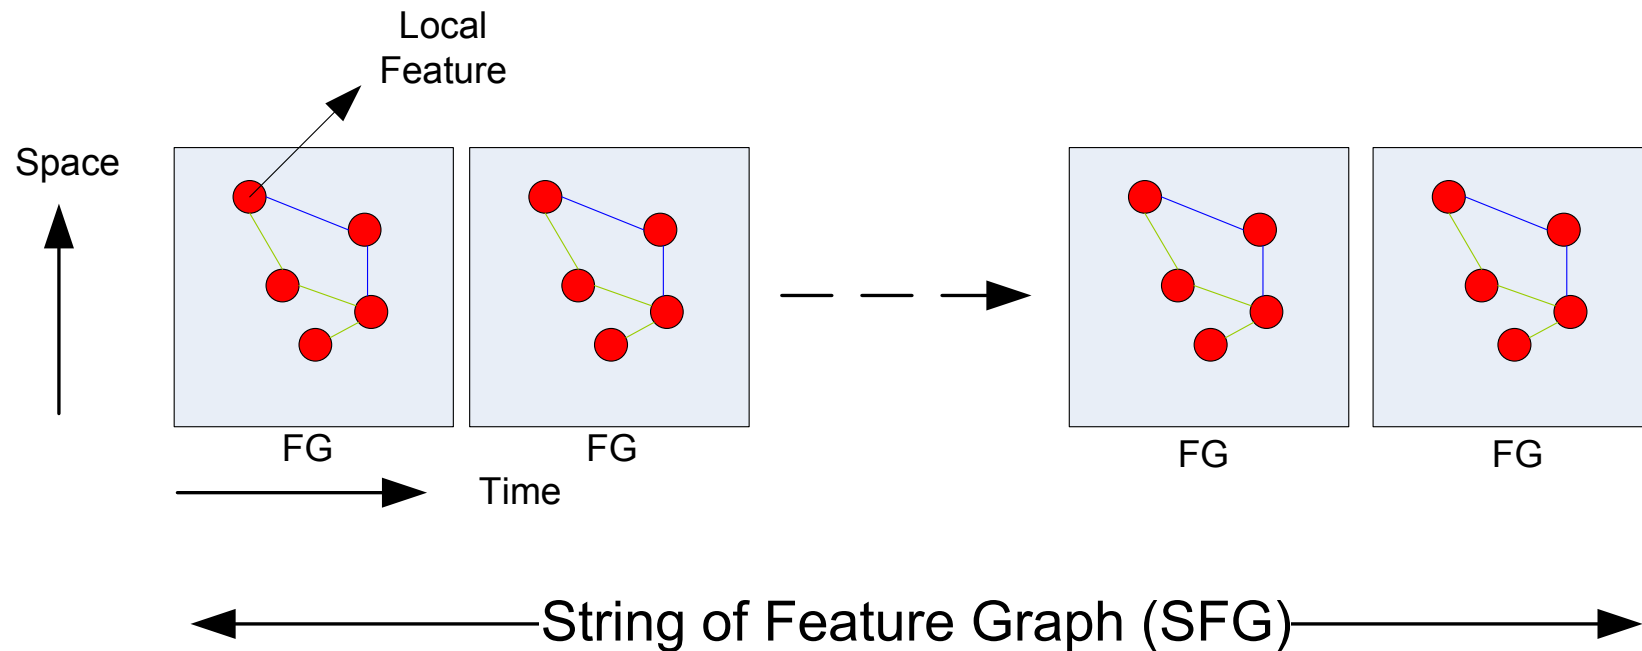 Local
Feature
Space
FG
FG
FG
FG
Time
String of Feature Graph (SFG)